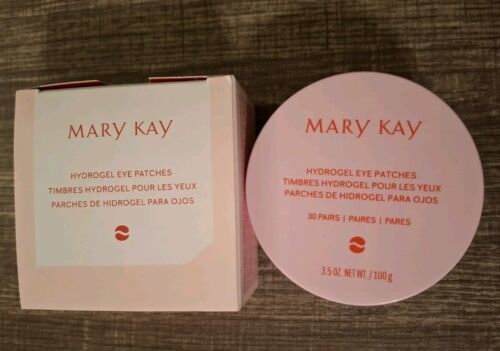 MARY KAY
HYDROGEL EYE PATCHES
TIMBRES HYDROGEL POUR LES YEUX
PARCHES DE HIDROGEL PARA OJOS
MARY KAY
HYDROGEL EYE PATCHES
TIMBRES HYDROGEL POUR LES YEUX
PARCHES DE HIDROGEL PARA OJOS
30 PAIRS | PAIRES | PARES
3.5 OZ. NET WT. / 100 g